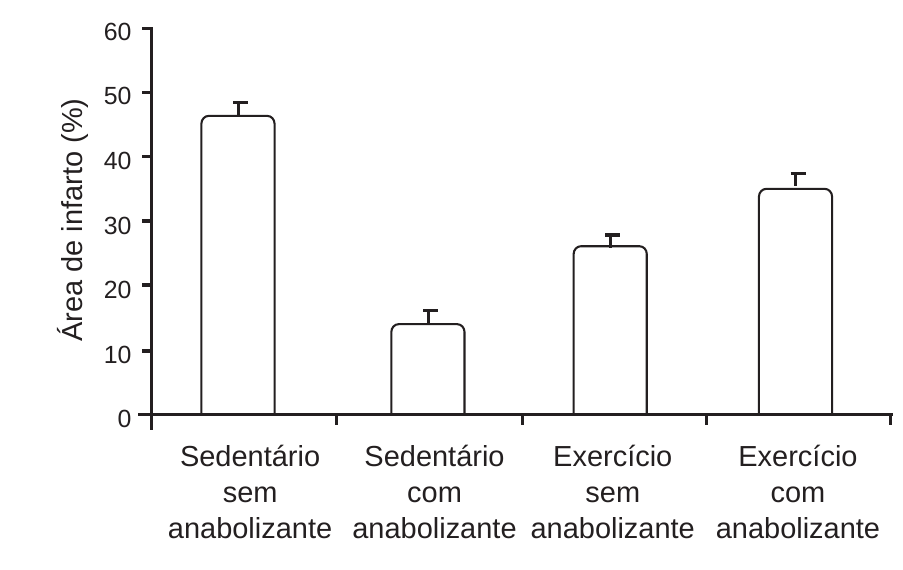 60
50
40
30
20
10
0
Área de infarto (%)
Sedentário sem anabolizante
Sedentário com anabolizante
Exercício sem anabolizante
Exercício com anabolizante